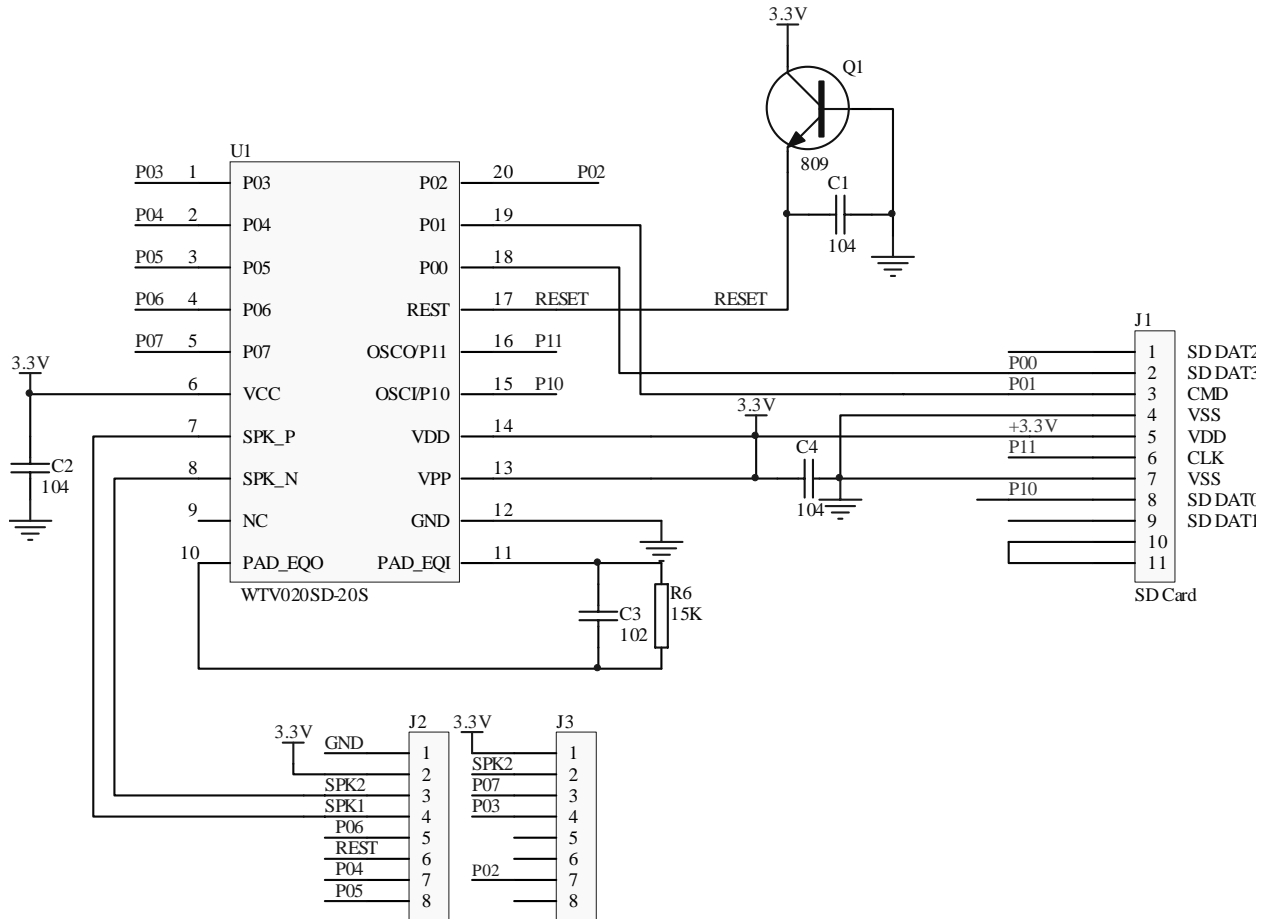 3.3V
Q1
809
C1
104
U1
P03 1 P03
P04 2 P04
P05 3 P05
P06 4 P06
P07 5 P07
6 VCC
7 SPK_P
8 SPK_N
9 NC
10 PAD_EQO
P02 20 P02
P01 19
P00 18
REST 17 RESET RESET
OSCO/P11 16 P11
OSCI/P10 15 P10
VDD 14
VPP 13
GND 12
PAD_EQI 11
WTV020SD-20S
3.3V
C2
104
3.3V
C4
104
C3
102
R6
15K
J1
1 SD DAT2
P00 2 SD DAT3
P01 3 CMD
4 VSS
+3.3V 5 VDD
P11 6 CLK
7 VSS
P10 8 SD DAT0
9 SD DAT1
10
11
SD Card
J2
3.3V
GND 1
2
SPK2 3
SPK1 4
P06 5
REST 6
P04 7
P05 8
J3
3.3V
1
SPK2 2
P07 3
P03 4
5
6
P02 7
8